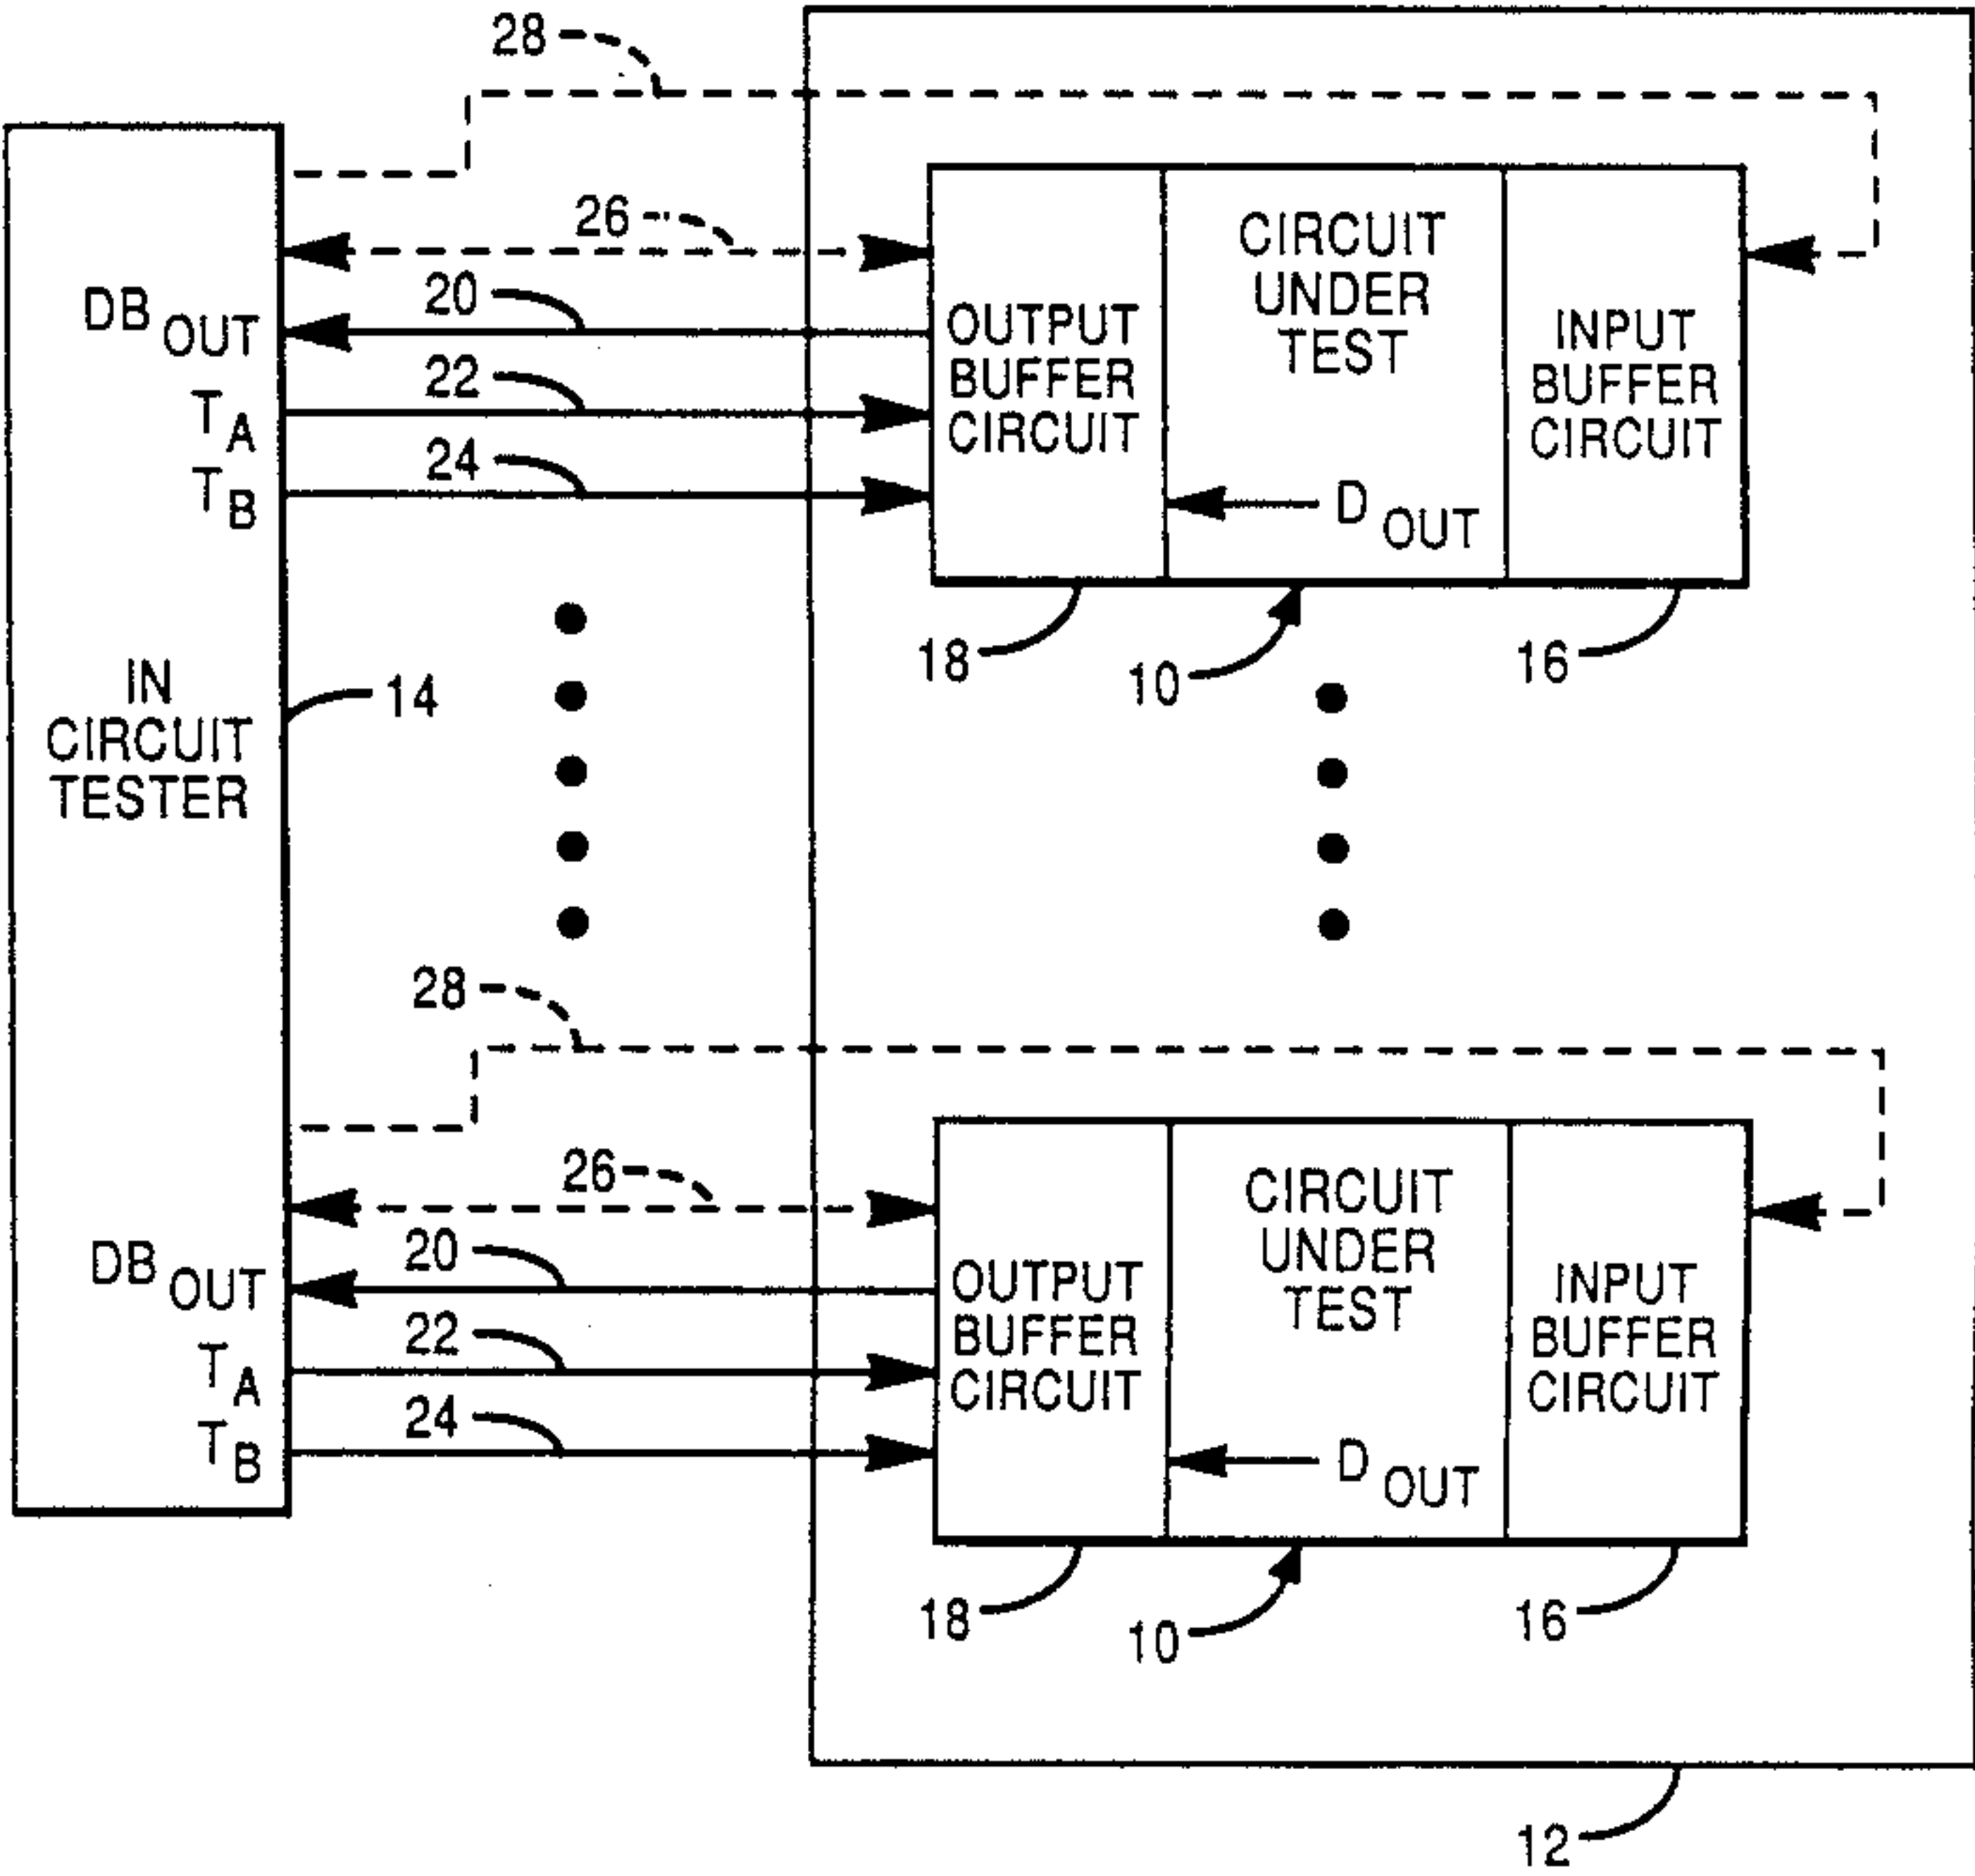 28
26
DB OUT
20
22
T A
24
T B
OUTPUT
BUFFER
CIRCUIT
CIRCUIT
UNDER
TEST
D OUT
INPUT
BUFFER
CIRCUIT
18
10
16
IN
CIRCUIT
TESTER
14
28
26
DB OUT
20
22
T A
24
T B
OUTPUT
BUFFER
CIRCUIT
CIRCUIT
UNDER
TEST
D OUT
INPUT
BUFFER
CIRCUIT
18
10
16
12